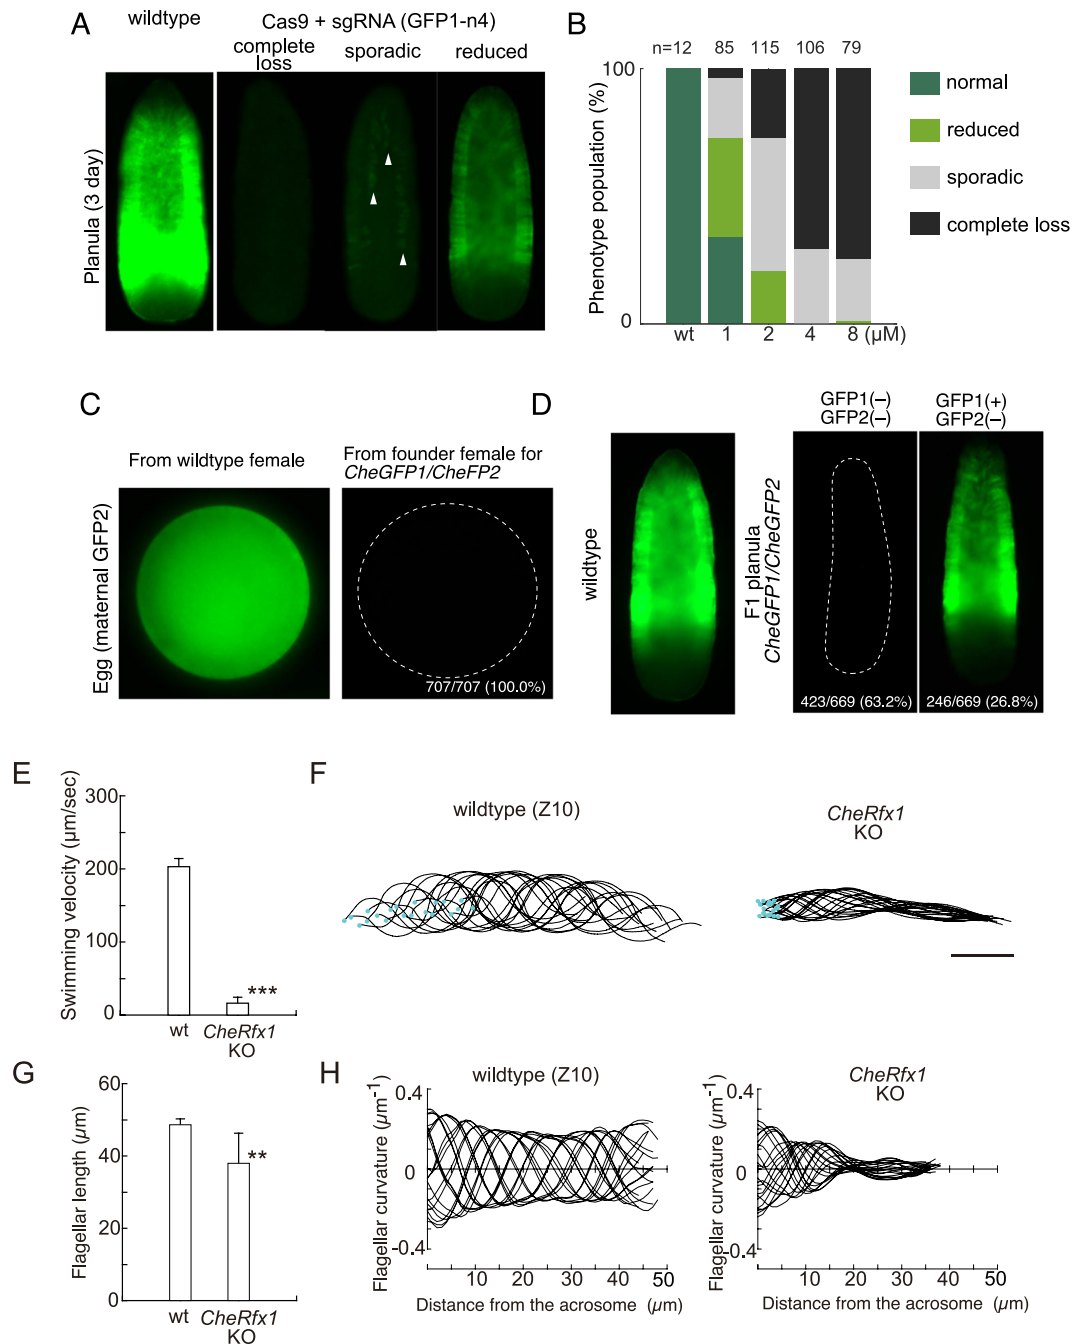 A
wildtype
Cas9 + sgRNA (GFP1-n4)
complete loss
sporadic
reduced
Planula (3 day)
B
n=12 85 115 106 79
Phenotype population (%)
100
0
wt 1 2 4 8 (µM)
normal
reduced
sporadic
complete loss
C
From wildtype female
From founder female for
CheGFP1/CheFP2
Egg (maternal GFP2)
707/707 (100.0%)
D
wildtype
F1 planula
CheGFP1/CheGFP2
GFP1(–)
GFP2(–)
GFP1(+)
GFP2(–)
423/669 (63.2%)
246/669 (26.8%)
E
Swimming velocity (µm/sec)
300
200
100
0
***
wt
CheRfx1
KO
F
wildtype (Z10)
CheRfx1
KO
G
Flagellar length (µm)
60
40
20
0
**
wt
CheRfx1
KO
H
wildtype (Z10)
Flagellar curvature (µm⁻¹)
0.4
0
-0.4
10 20 30 40 50
Distance from the acrosome (µm)
CheRfx1
KO
Flagellar curvature (µm⁻¹)
0.4
0
-0.4
10 20 30 40 50
Distance from the acrosome (µm)